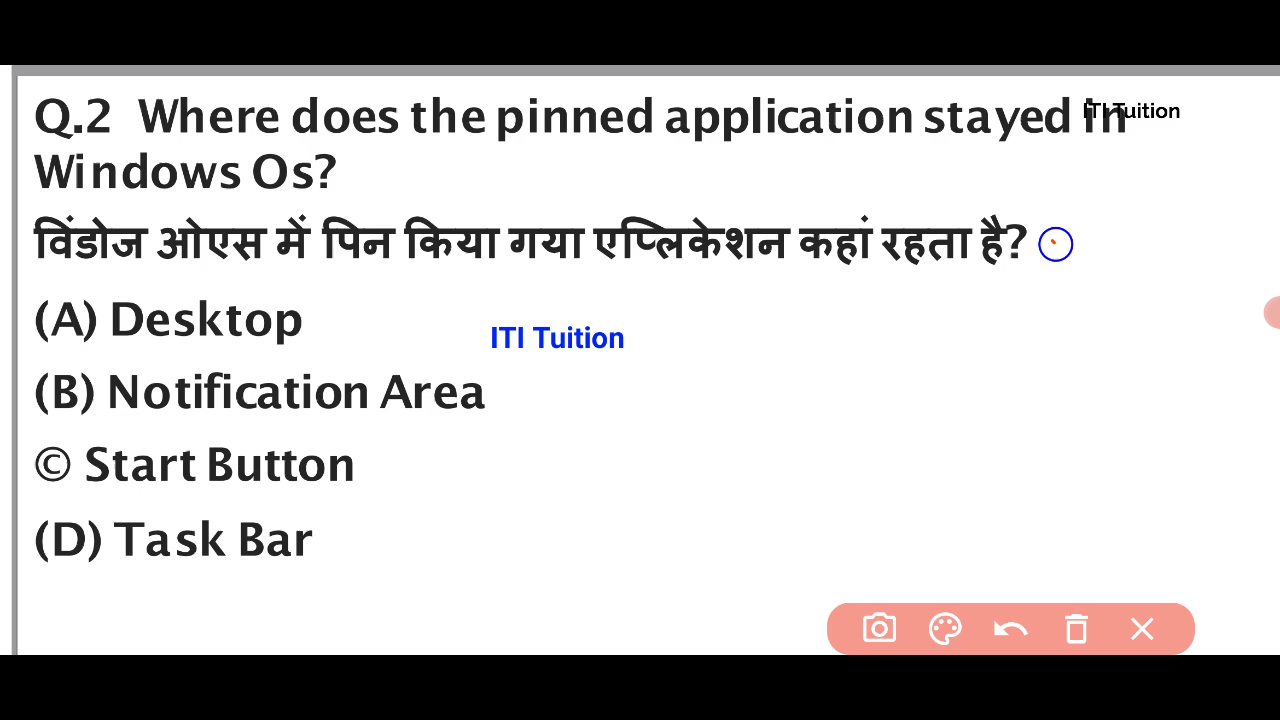 Q.2 Where does the pinned application stayed in
ITI Tuition
Windows Os?
विंडोज ओएस में पिन किया गया एप्लिकेशन कहां रहता है?
(A) Desktop
ITI Tuition
(B) Notification Area
© Start Button
(D) Task Bar